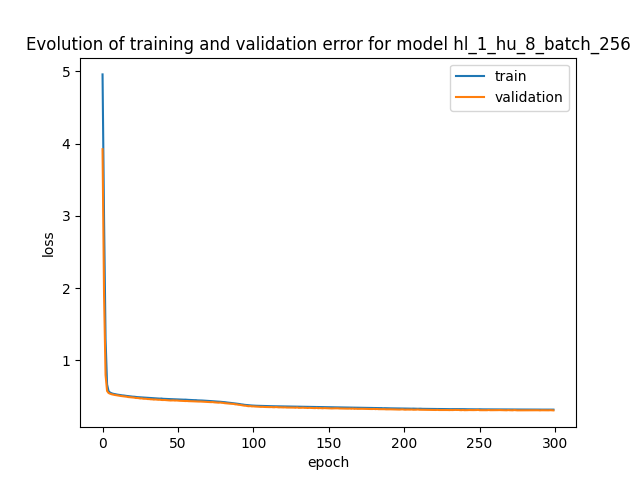 Evolution of training and validation error for model hl_1_hu_8_batch_256
train
validation
5
4
3
2
1
loss
0 50 100 150 200 250 300
epoch